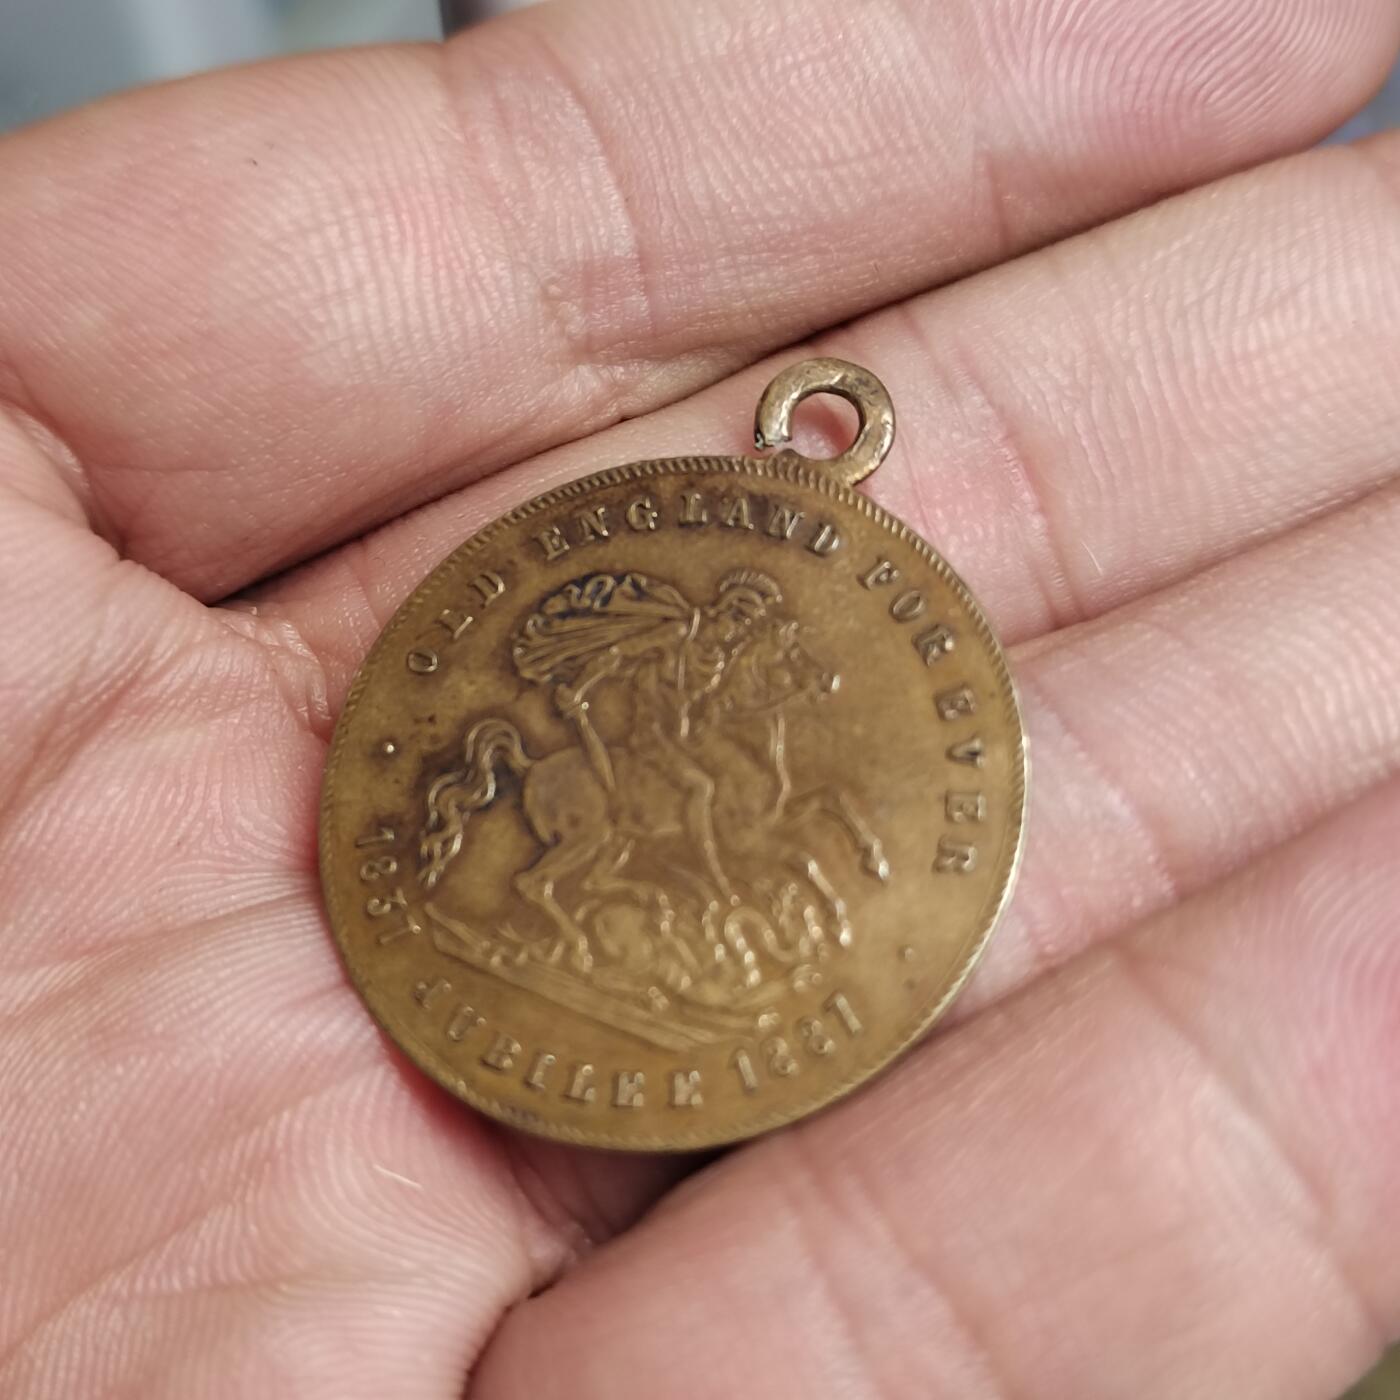 OLD ENGLAND FOR EVER
1837 JUBILEE 1887